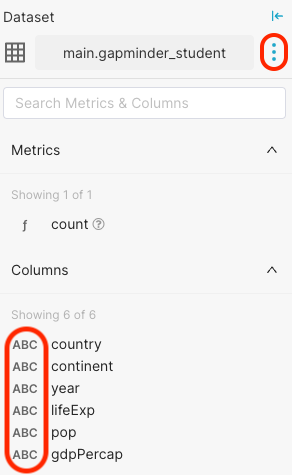 Dataset
main.gapminder_student
Search Metrics & Columns
Metrics
Showing 1 of 1
ƒ count
Columns
Showing 6 of 6
ABC country
ABC continent
ABC year
ABC lifeExp
ABC pop
ABC gdpPercap